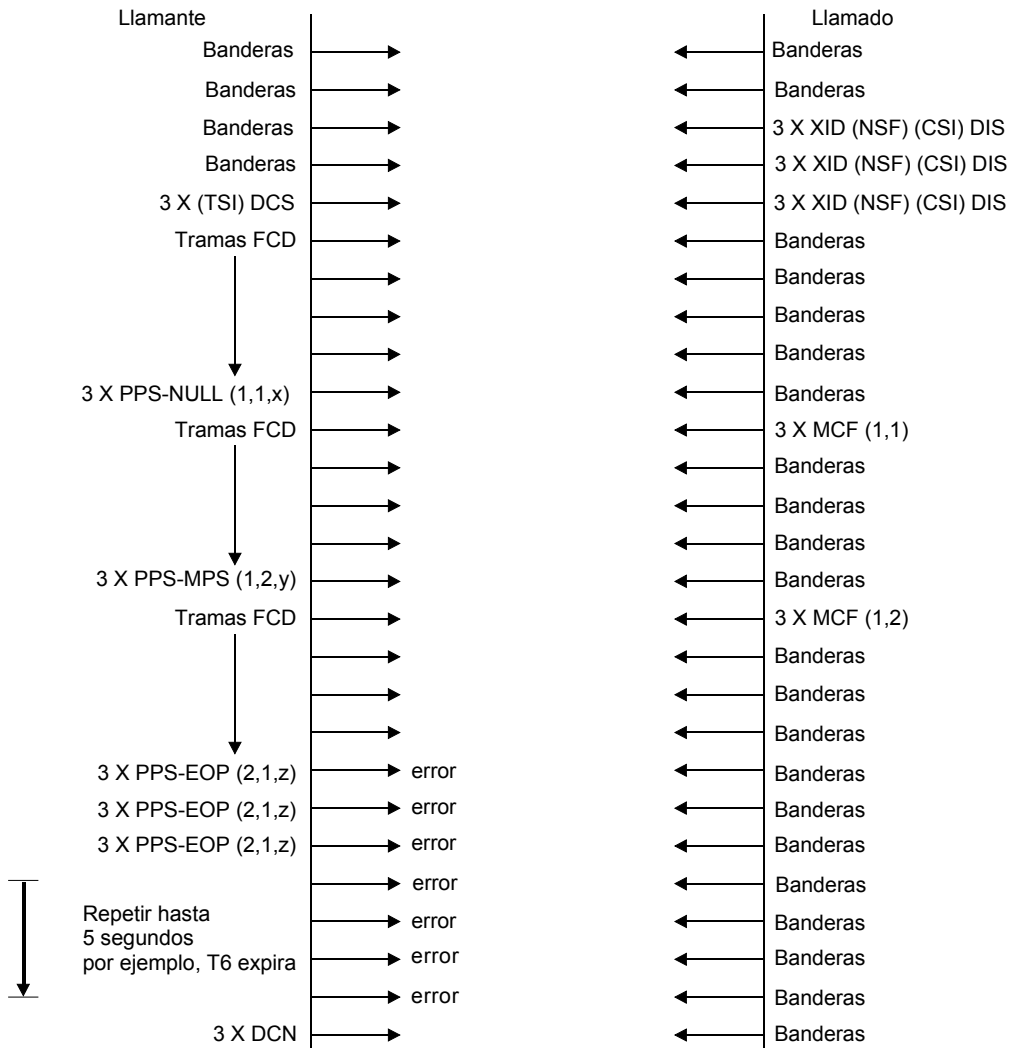 Llamante Llamado
Banderas Banderas
Banderas Banderas
Banderas 3 X XID (NSF) (CSI) DIS
Banderas 3 X XID (NSF) (CSI) DIS
3 X (TSI) DCS 3 X XID (NSF) (CSI) DIS
Tramas FCD Banderas
Banderas
Banderas
Banderas
3 X PPS-NULL (1,1,x) Banderas
Tramas FCD 3 X MCF (1,1)
Banderas
Banderas
Banderas
3 X PPS-MPS (1,2,y) Banderas
Tramas FCD 3 X MCF (1,2)
Banderas
Banderas
Banderas
3 X PPS-EOP (2,1,z) error Banderas
3 X PPS-EOP (2,1,z) error Banderas
3 X PPS-EOP (2,1,z) error Banderas
error Banderas
Repetir hasta
5 segundos error Banderas
por ejemplo, T6 expira error Banderas
error Banderas
3 X DCN Banderas